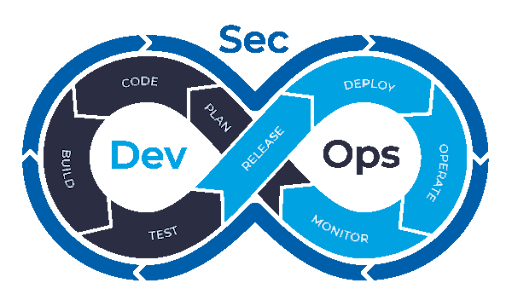 Sec
CODE
PLAN
DEPLOY
Dev
RELEASE
Ops
BUILD
OPERATE
TEST
MONITOR